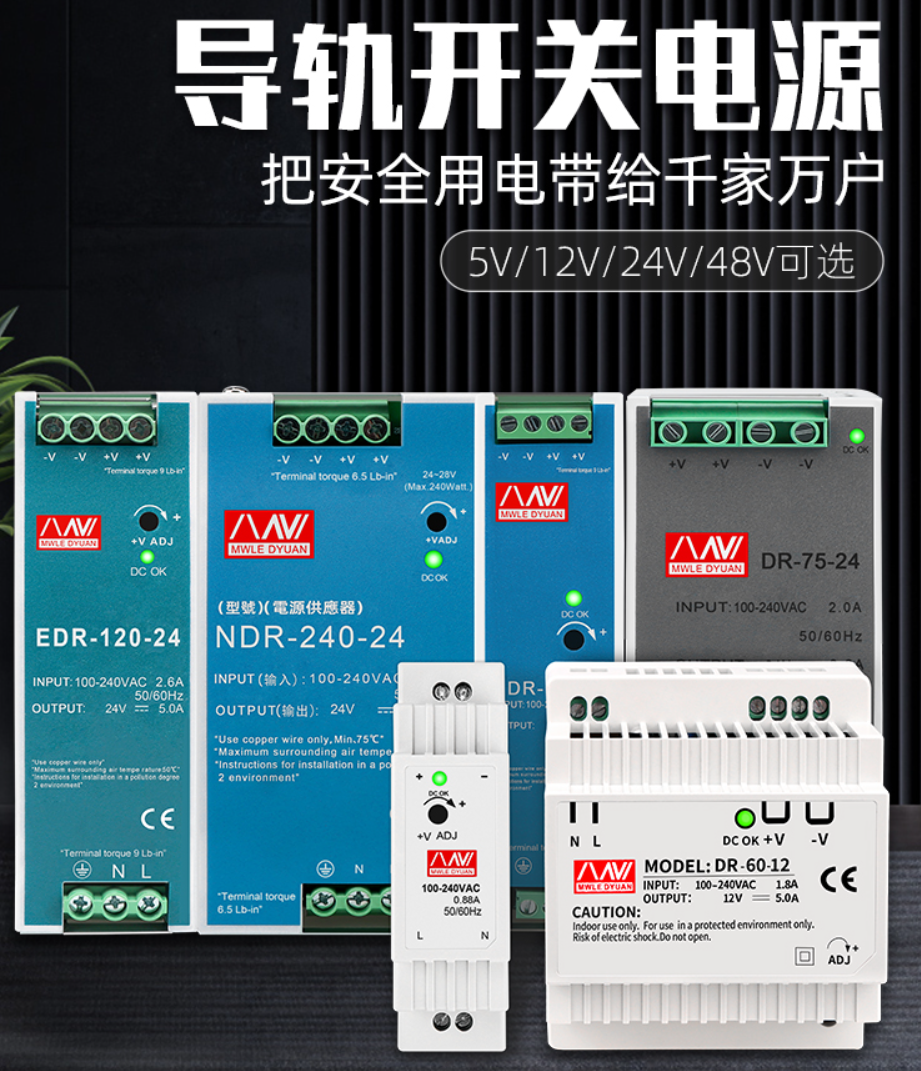 导轨开关电源
把安全用电带给千家万户
5V/12V/24V/48V可选
-V -V +V +V
"Terminal torque 9 Lb-in"
MWLE DYUAN
+V ADJ
DC OK
EDR-120-24
INPUT: 100-240VAC 2.6A
50/60Hz
OUTPUT: 24V 5.0A
"Use copper wire only"
"Maximum surrounding air tempe rature50℃"
"Instructions for installation in a pollution degree
2 environment"
CE
"Terminal torque 9 Lb-in"
N L
-V -V +V +V
"Terminal torque 6.5 Lb-in"
24~28V
(Max.240Watt.)
MWLE DYUAN
+VADJ
DC OK
(型號)(電源供應器)
NDR-240-24
INPUT(输入): 100-240VAC
OUTPUT(输出): 24V
"Use copper wire only,Min.75℃"
"Maximum surrounding air tempe
"Instructions for installation in a po
2 environment"
N
"Terminal torque
6.5 Lb-in"
-V -V +V +V
MWLE DYUAN
DC OK
+
DR-
+V +V -V -V
DC OK
MWLE DYUAN
DR-75-24
INPUT: 100-240VAC 2.0A
50/60Hz
+ -
DC OK
+
+V ADJ
MWLE DYUAN
100-240VAC
0.88A
50/60Hz
L N
N L
DC OK +V -V
MWLE DYUAN
MODEL: DR-60-12
INPUT: 100-240VAC 1.8A
OUTPUT: 12V 5.0A
CE
CAUTION:
Indoor use only. For use in a protected environment only.
Risk of electric shock.Do not open.
ADJ